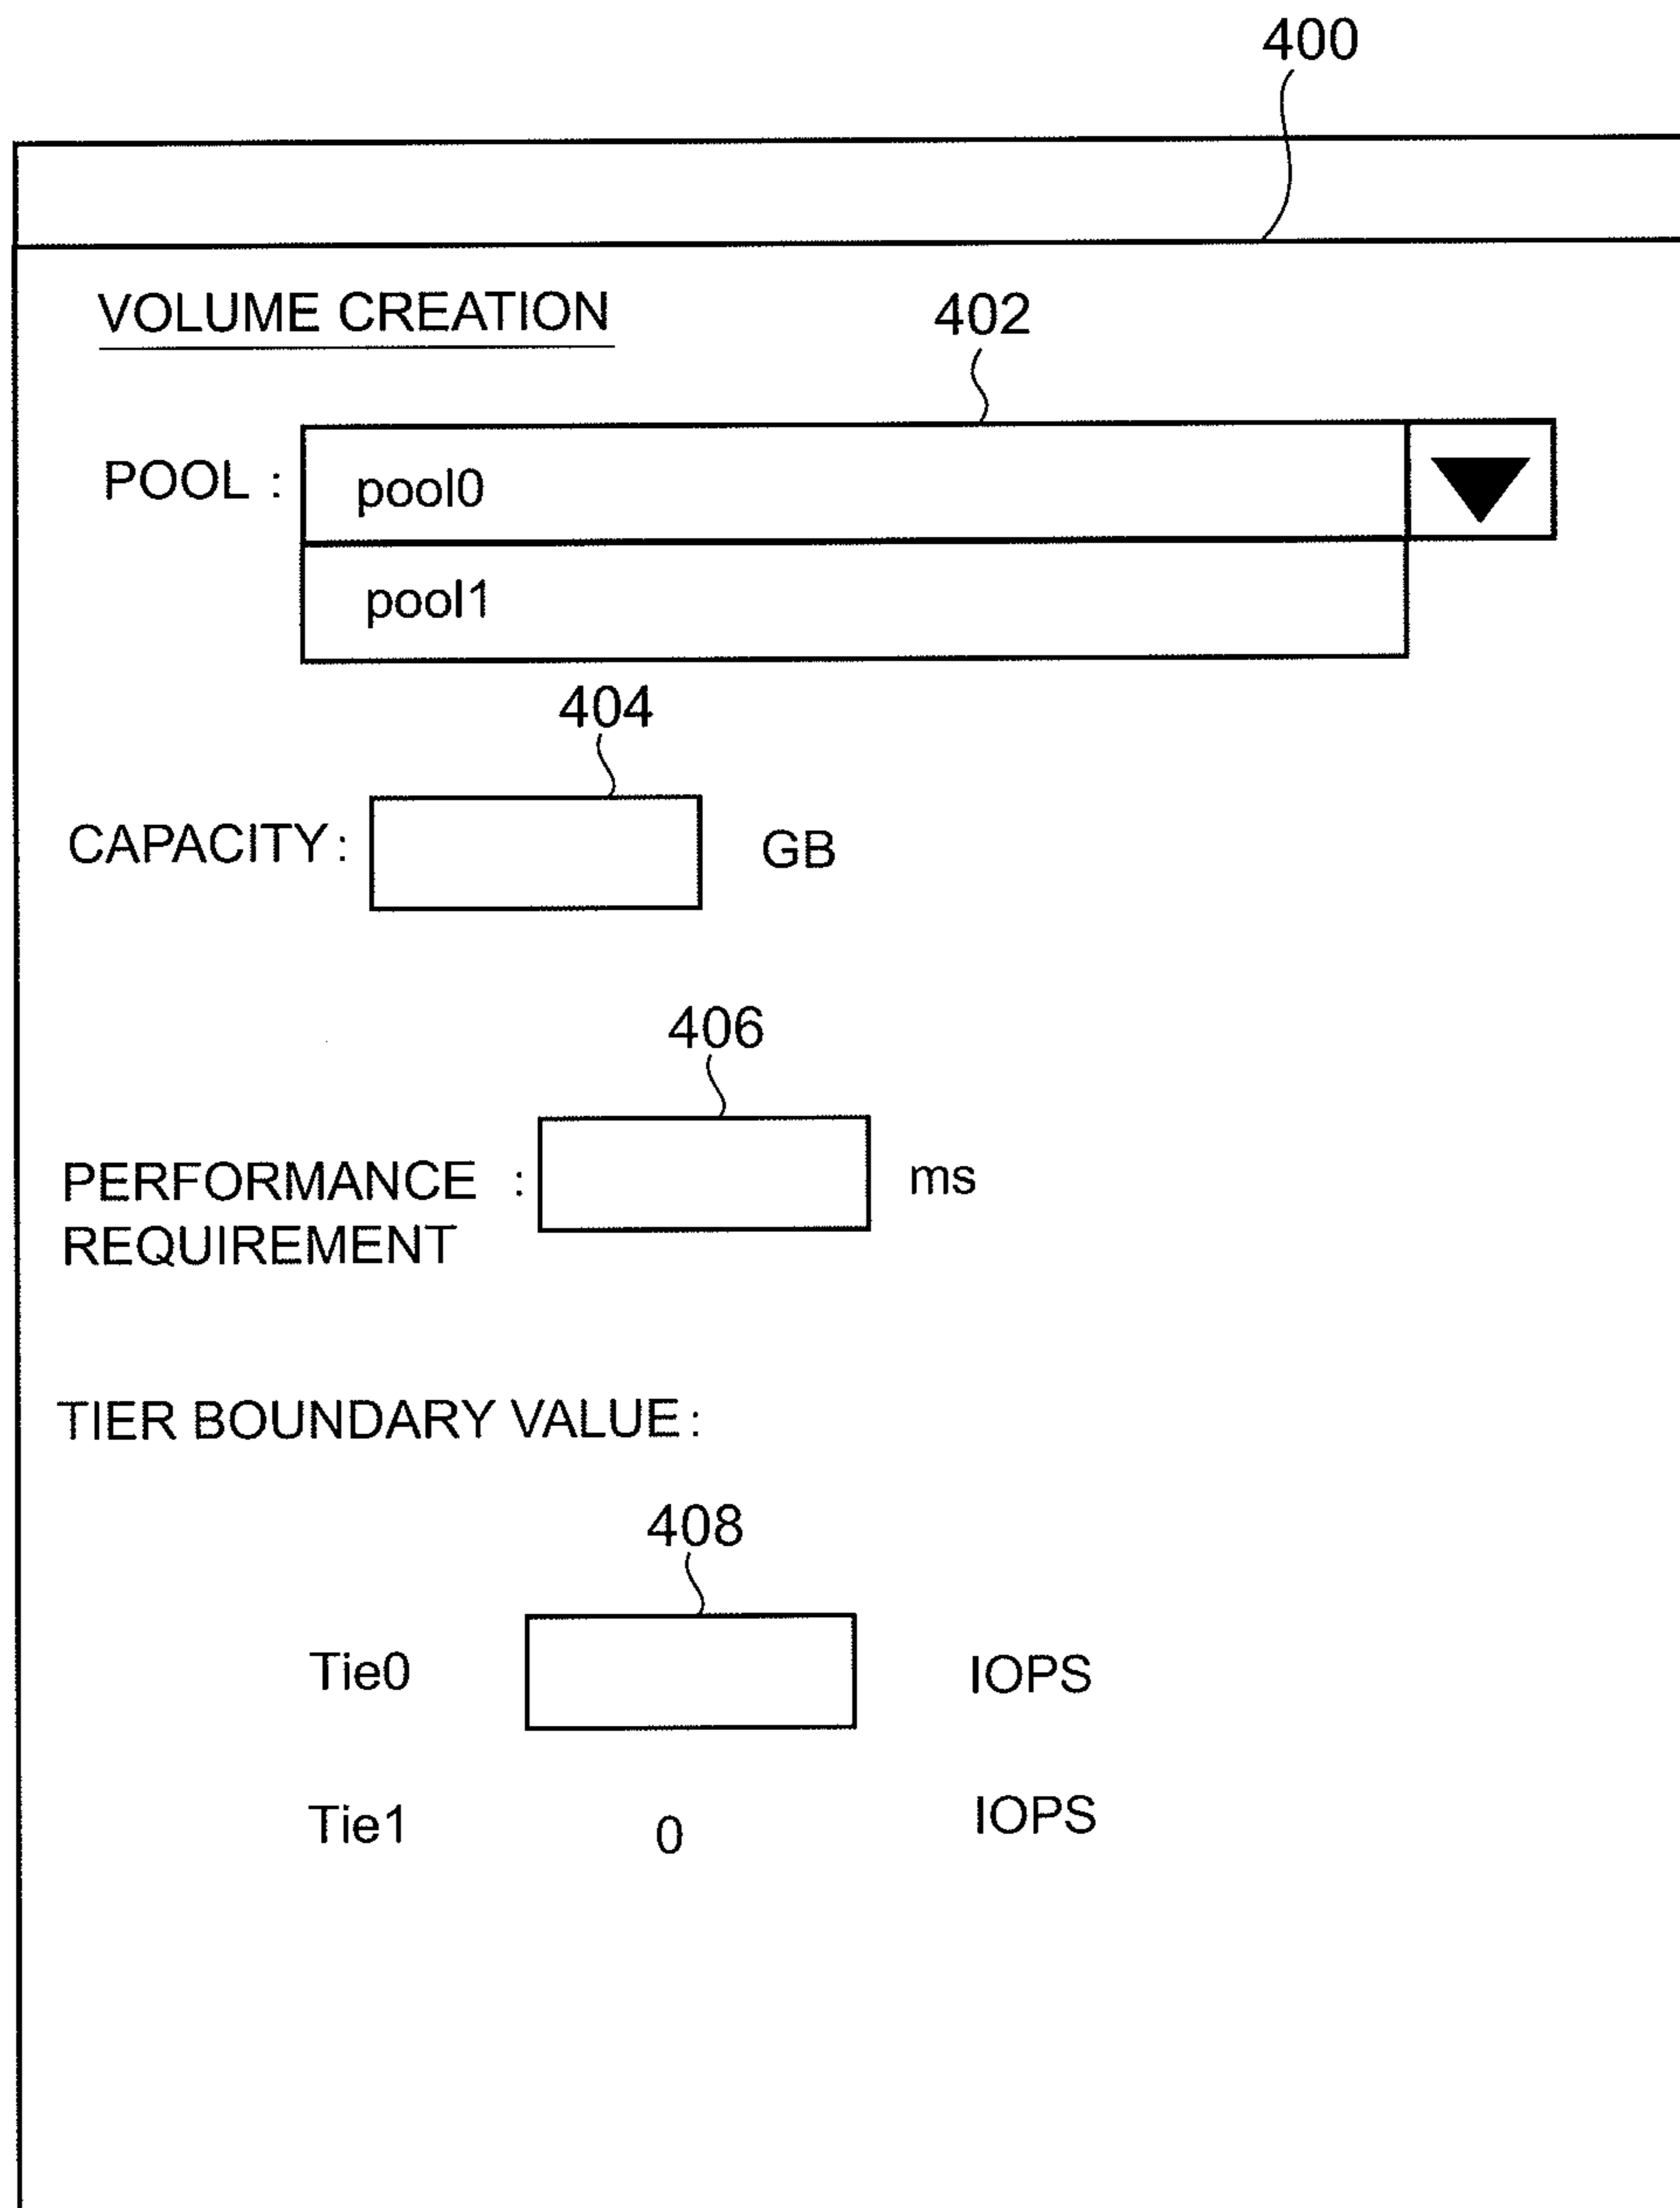 400
VOLUME CREATION
402
POOL :
pool0
pool1
404
CAPACITY :
GB
406
PERFORMANCE :
REQUIREMENT
ms
TIER BOUNDARY VALUE :
408
Tie0
IOPS
Tie1
0
IOPS